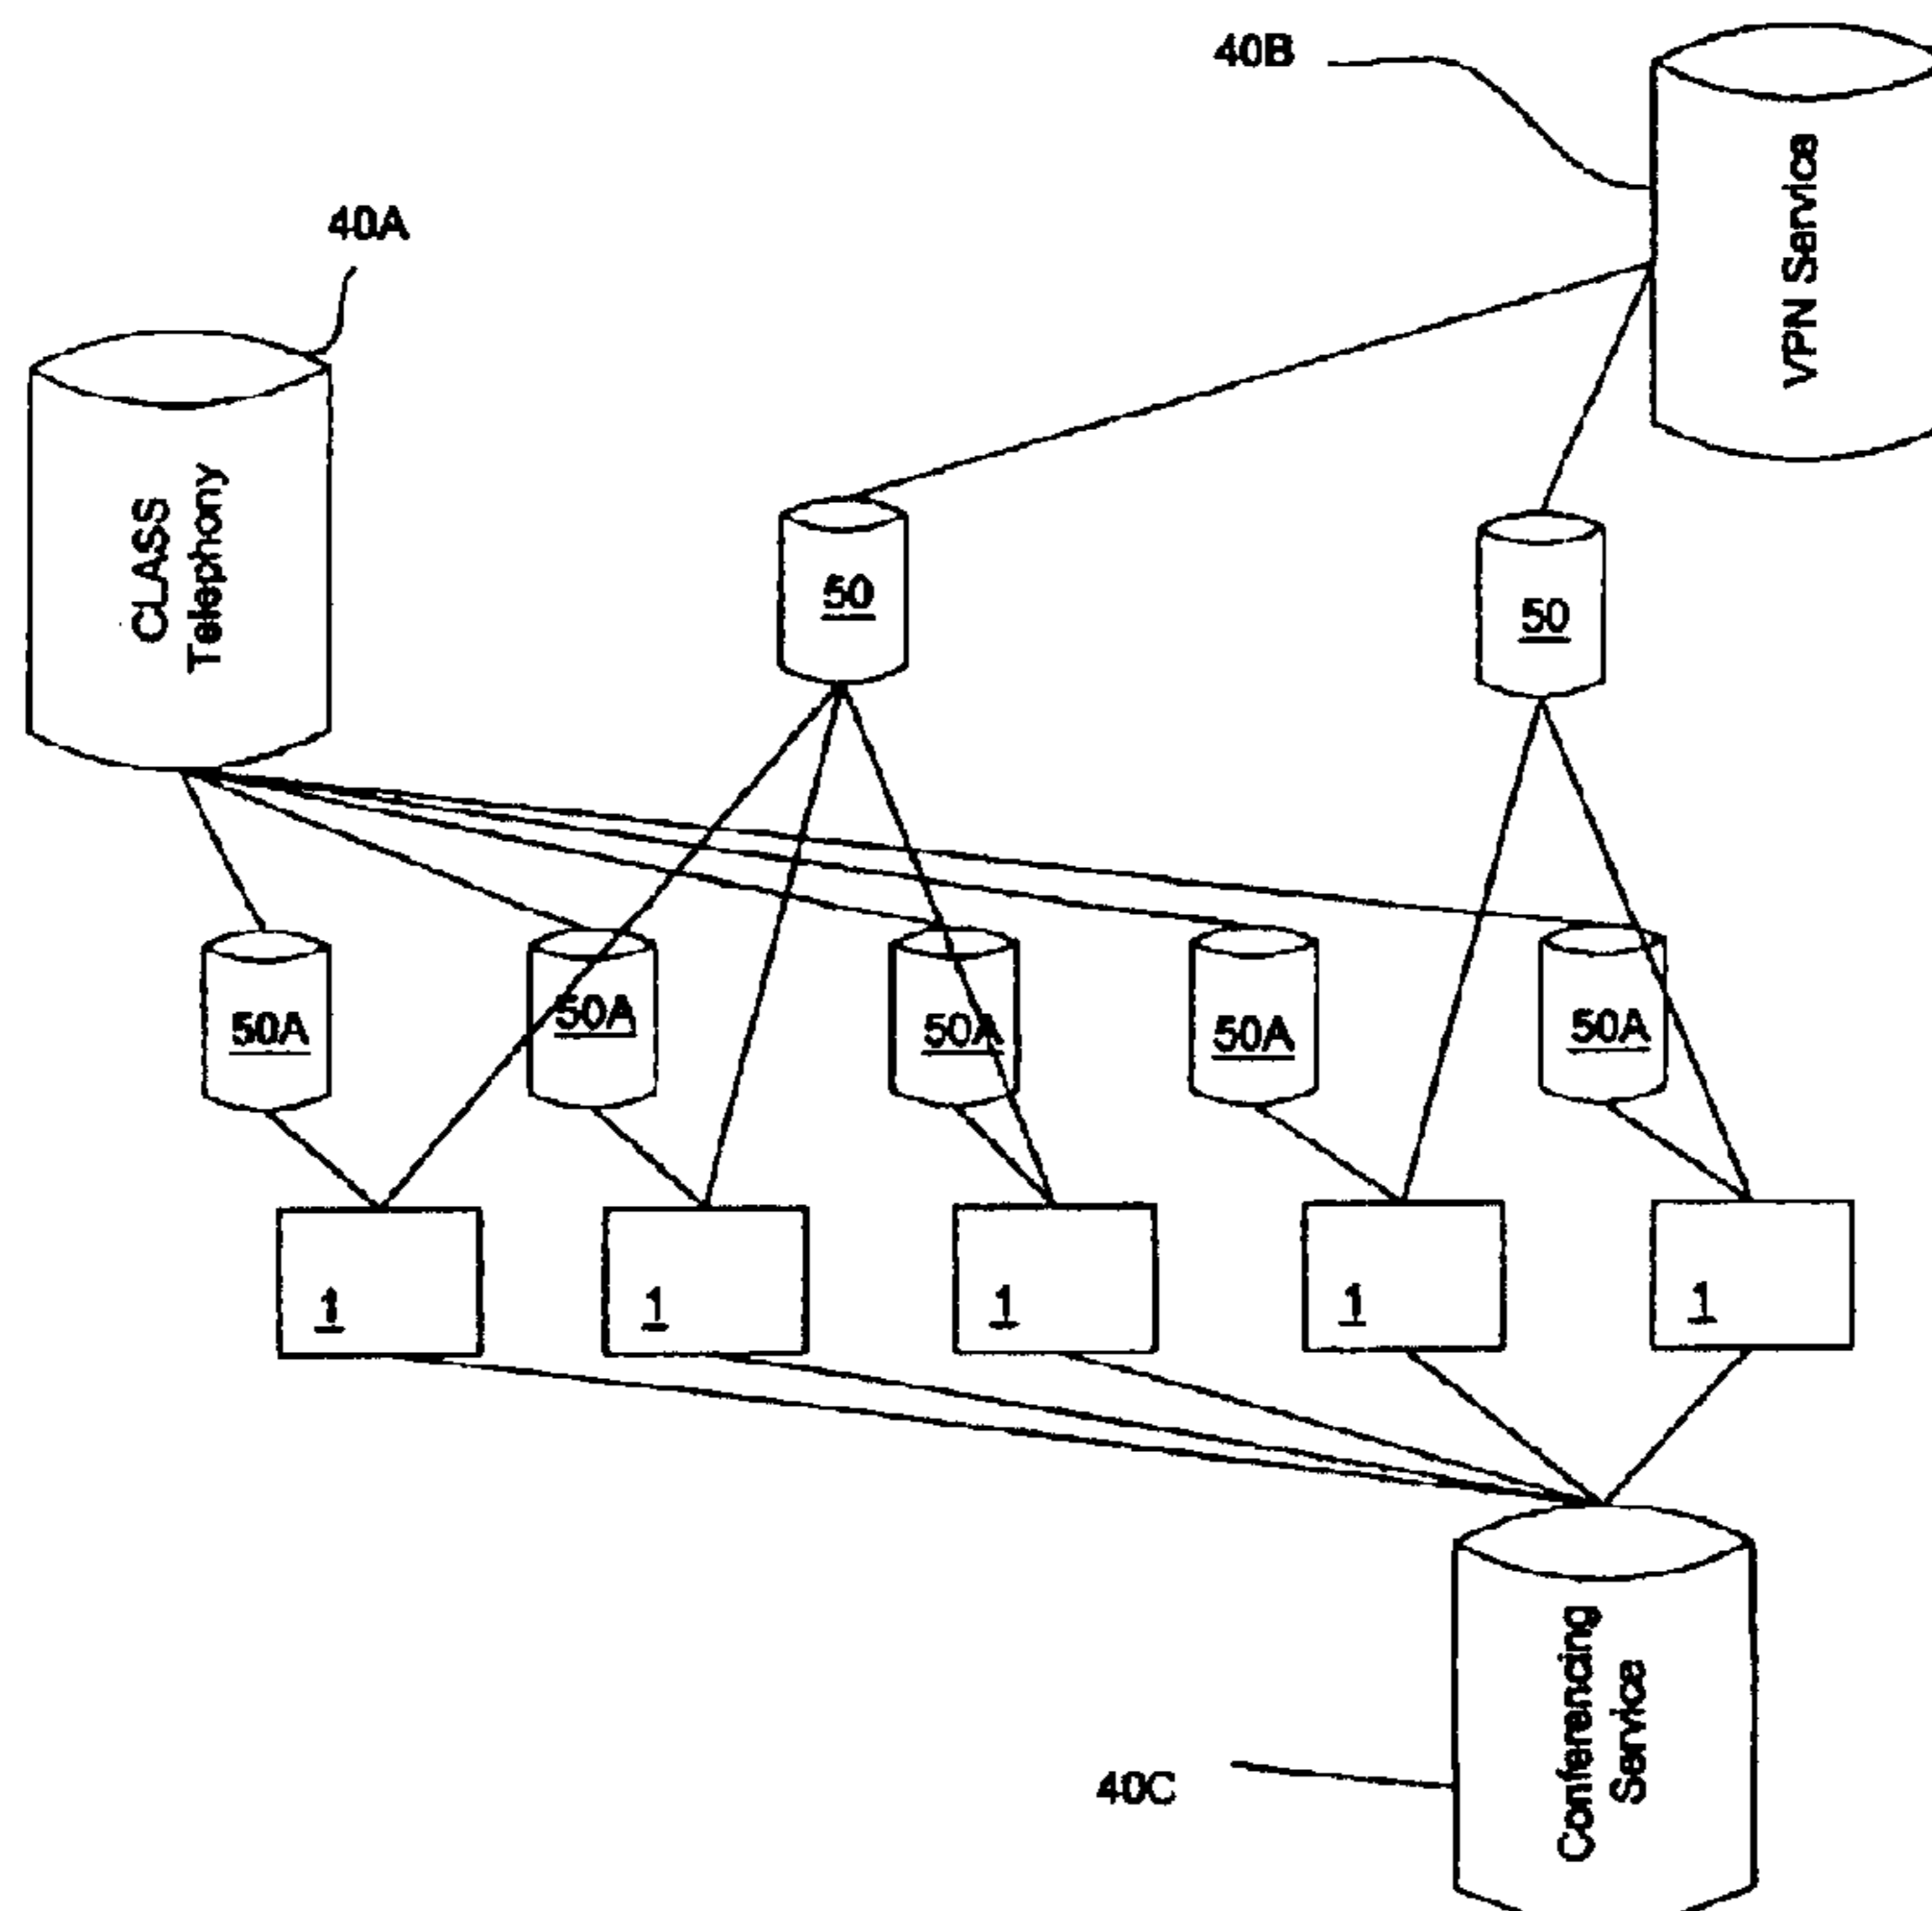 40B
VPN Service
40A
CLASS
Telephony
50
50
50A
50A
50A
50A
50A
1
1
1
1
1
Conferencing
Service
40C